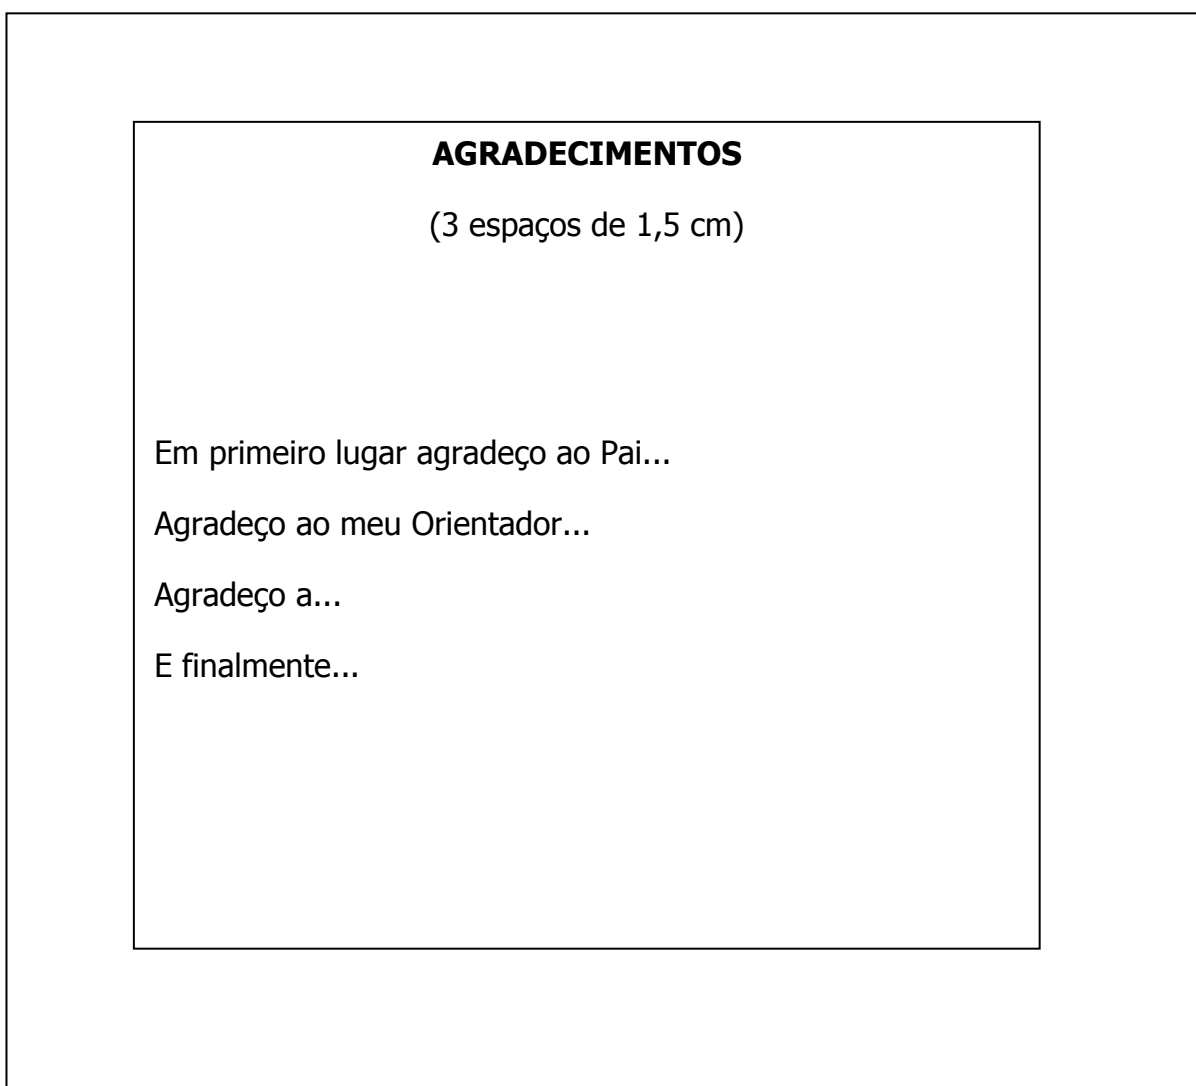 AGRADECIMENTOS
(3 espaços de 1,5 cm)
Em primeiro lugar agradeço ao Pai...
Agradeço ao meu Orientador...
Agradeço a...
E finalmente...